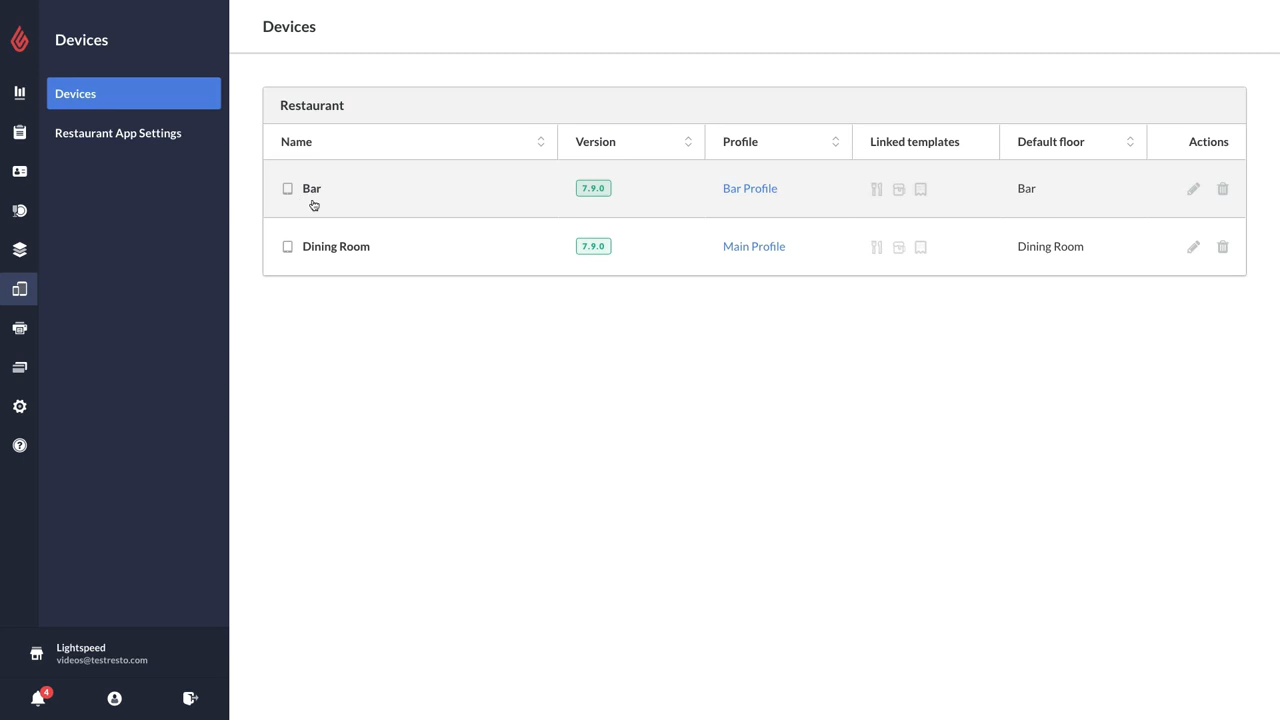 Devices
Devices
Restaurant App Settings
Lightspeed
videos@testresto.com
4
Devices
Restaurant
Name Version Profile Linked templates Default floor Actions
Bar 7.9.0 Bar Profile Bar
Dining Room 7.9.0 Main Profile Dining Room